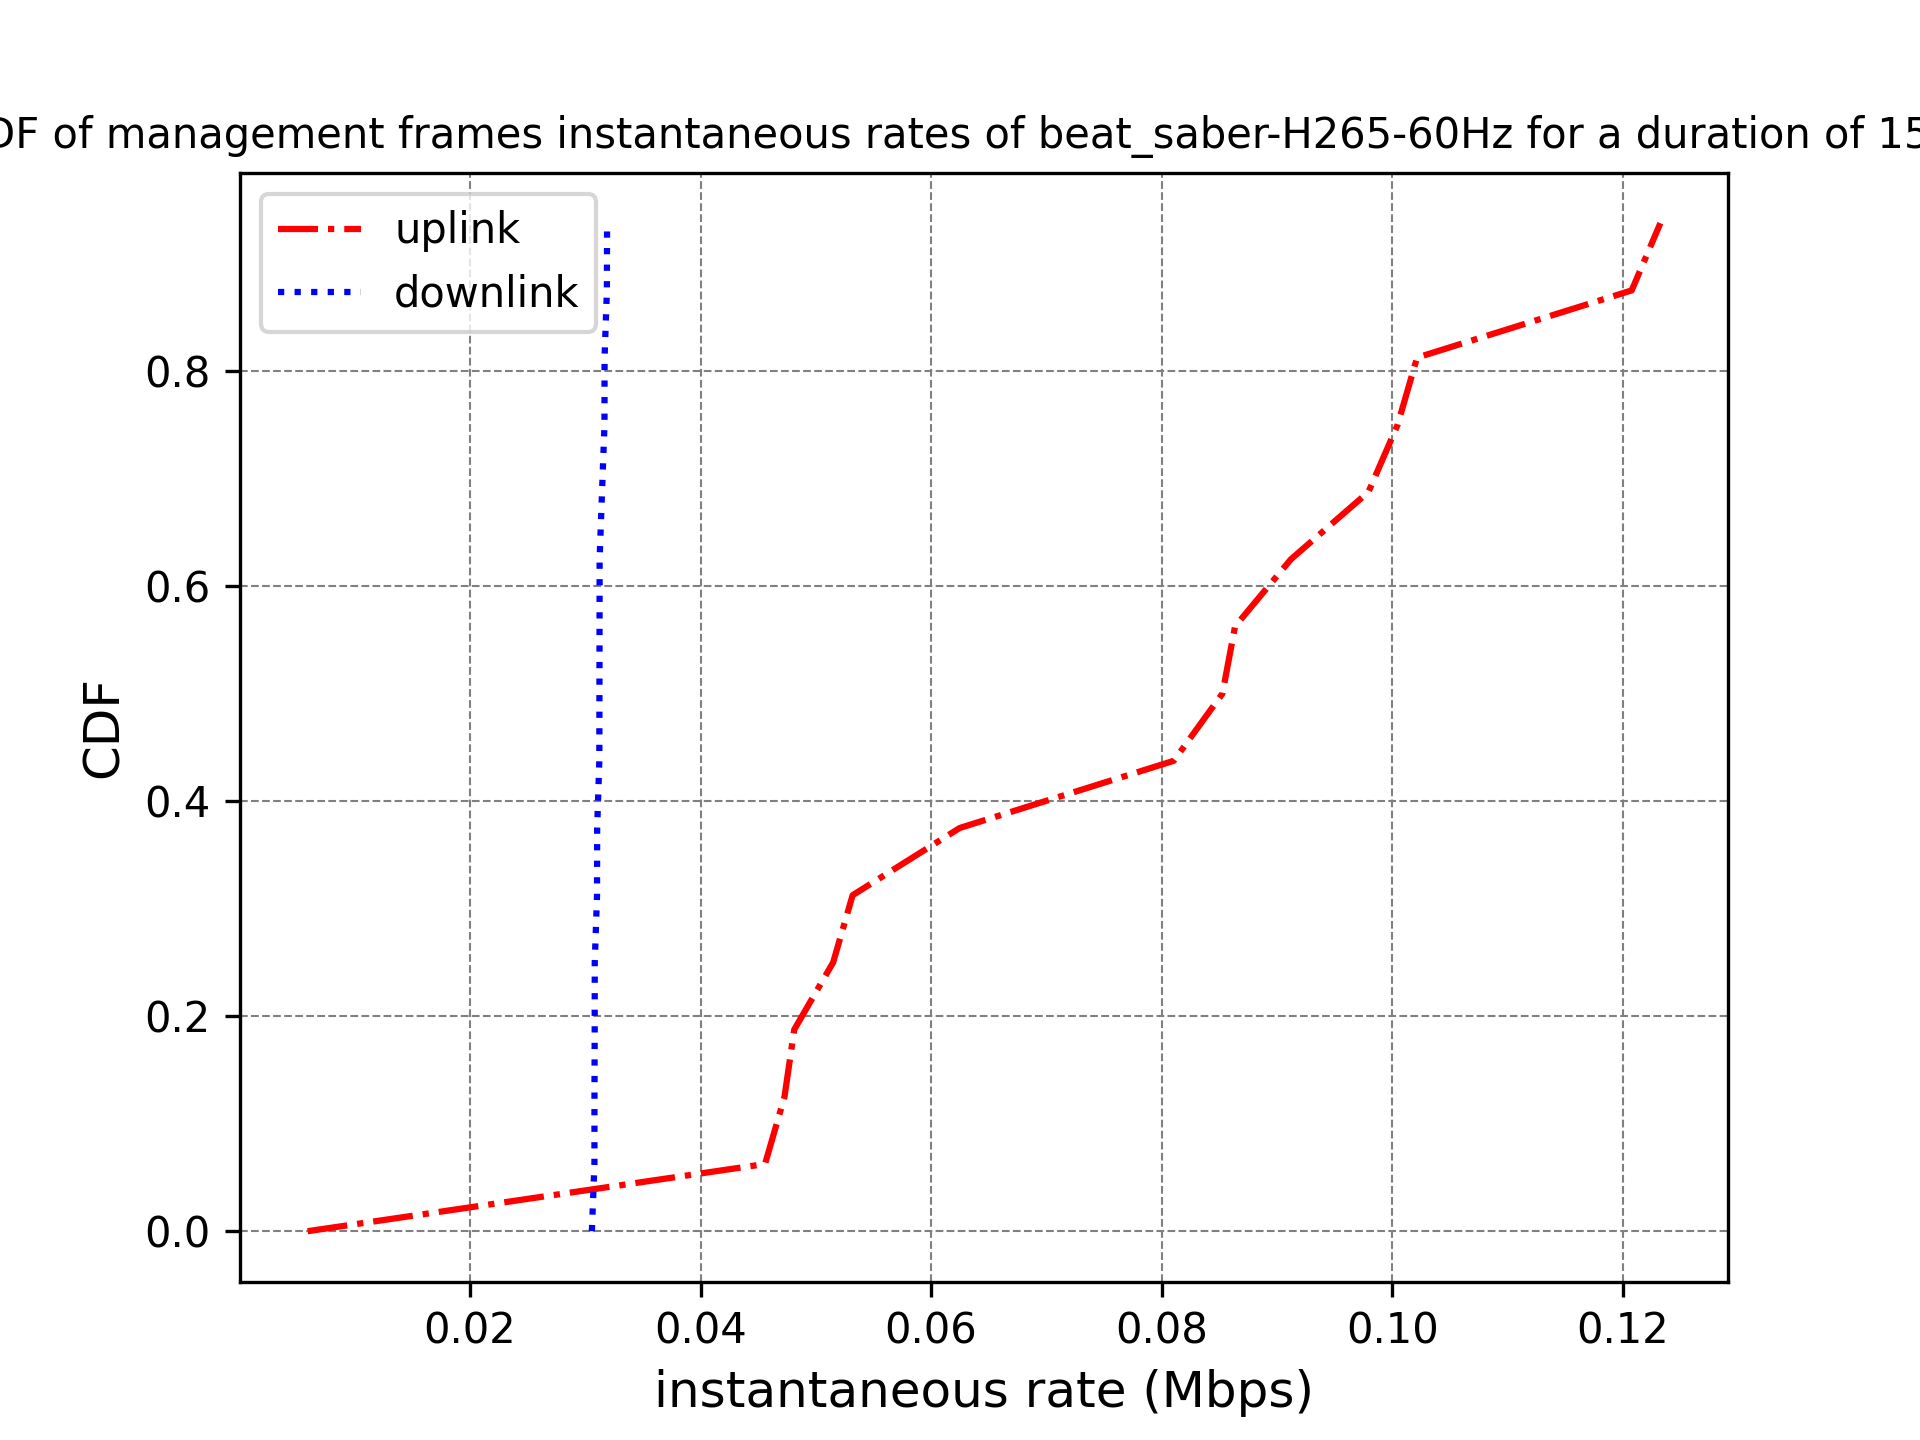 DF of management frames instantaneous rates of beat_saber-H265-60Hz for a duration of 15
uplink
downlink
0.8
0.6
0.4
0.2
0.0
CDF
0.02 0.04 0.06 0.08 0.10 0.12
instantaneous rate (Mbps)